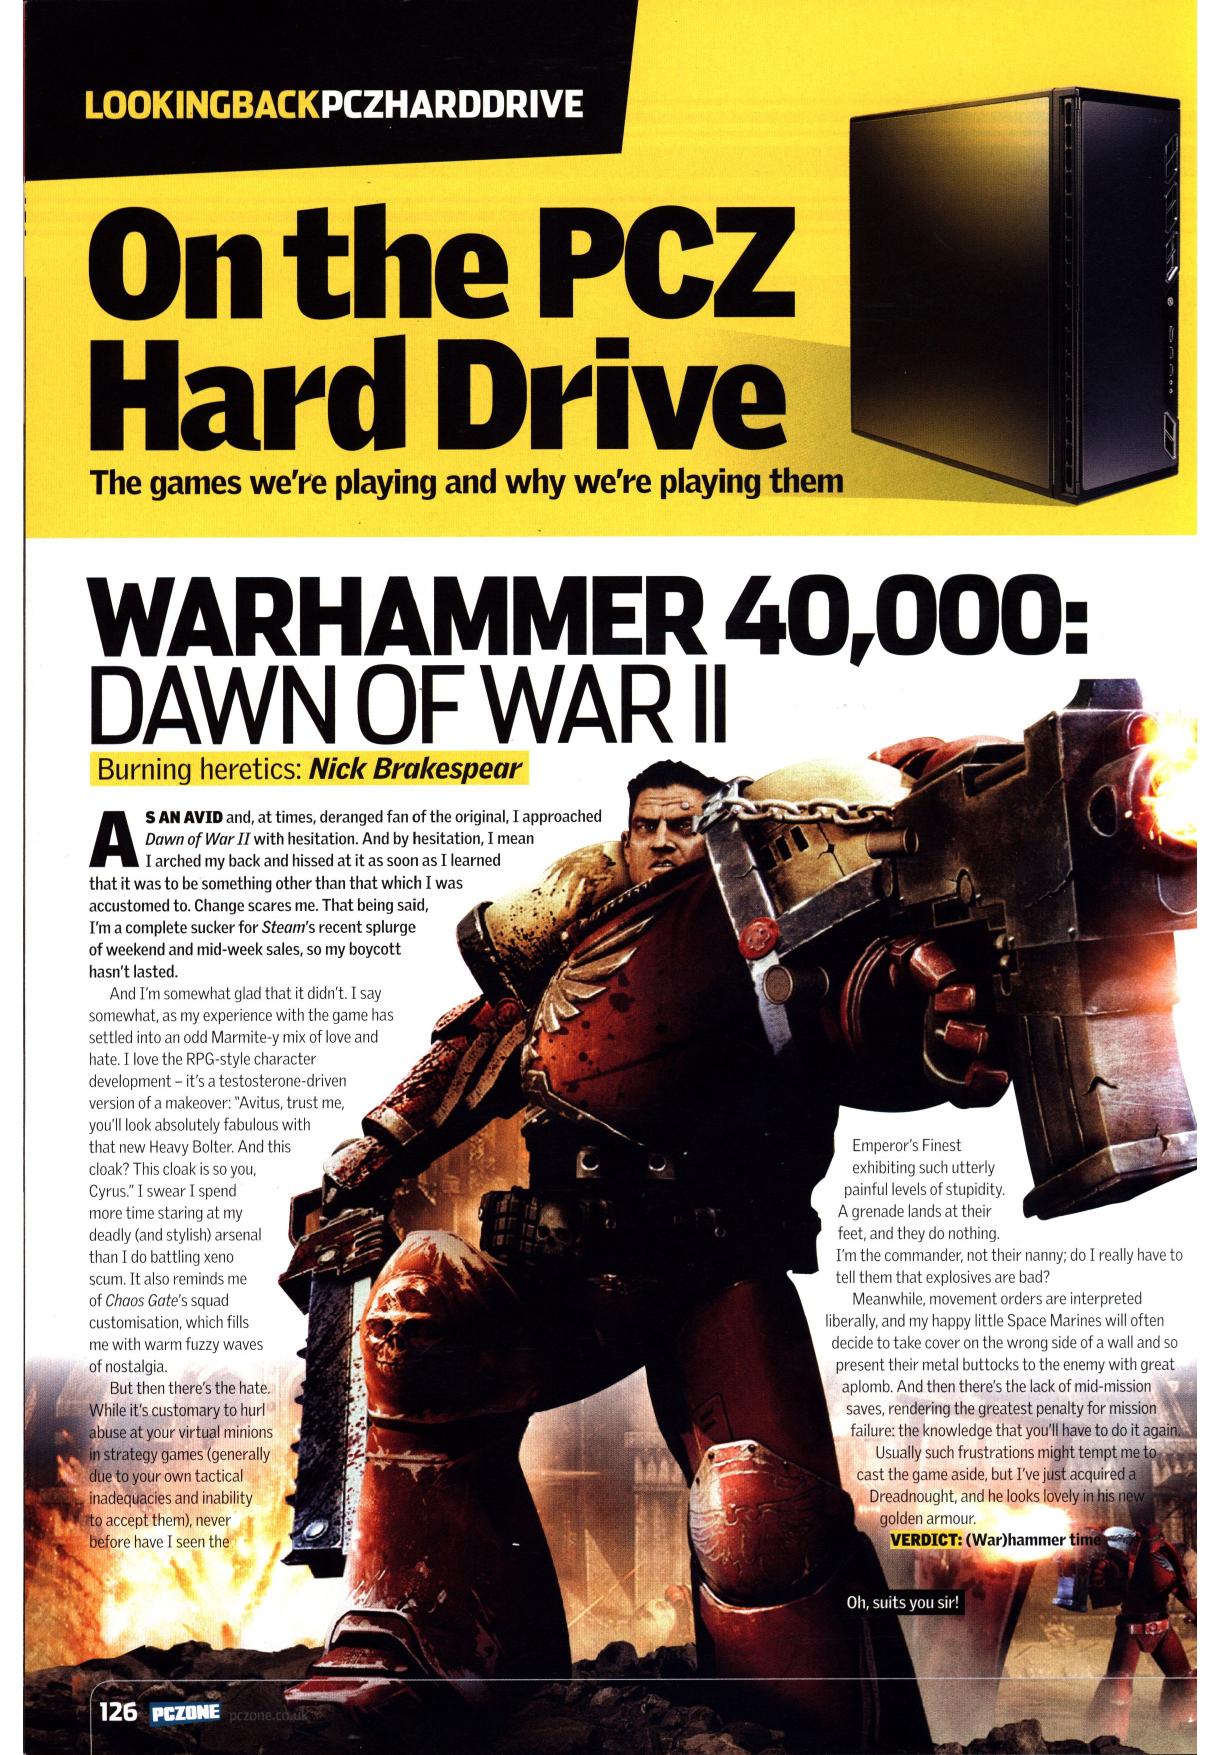 LOOKINGBACKPCZHARDDRIVE
On the PCZ
Hard Drive
The games we're playing and why we're playing them
WARHAMMER 40,000:
DAWN OF WAR II
Burning heretics: Nick Brakespear
AS AN AVID and, at times, deranged fan of the original, I approached
Dawn of War II with hesitation. And by hesitation, I mean
I arched my back and hissed at it as soon as I learned
that it was to be something other than that which I was
accustomed to. Change scares me. That being said,
I'm a complete sucker for Steam's recent splurge
of weekend and mid-week sales, so my boycott
hasn't lasted.
And I'm somewhat glad that it didn't. I say
somewhat, as my experience with the game has
settled into an odd Marmite-y mix of love and
hate. I love the RPG-style character
development – it's a testosterone-driven
version of a makeover: "Avitus, trust me,
you'll look absolutely fabulous with
that new Heavy Bolter. And this
cloak? This cloak is so you,
Cyrus." I swear I spend
more time staring at my
deadly (and stylish) arsenal
than I do battling xeno
scum. It also reminds me
of Chaos Gate's squad
customisation, which fills
me with warm fuzzy waves
of nostalgia.
But then there's the hate.
While it's customary to hurl
abuse at your virtual minions
in strategy games (generally
due to your own tactical
inadequacies and inability
to accept them), never
before have I seen the
Emperor's Finest
exhibiting such utterly
painful levels of stupidity.
A grenade lands at their
feet, and they do nothing.
I'm the commander, not their nanny; do I really have to
tell them that explosives are bad?
Meanwhile, movement orders are interpreted
liberally, and my happy little Space Marines will often
decide to take cover on the wrong side of a wall and so
present their metal buttocks to the enemy with great
aplomb. And then there's the lack of mid-mission
saves, rendering the greatest penalty for mission
failure: the knowledge that you'll have to do it again.
Usually such frustrations might tempt me to
cast the game aside, but I've just acquired a
Dreadnought, and he looks lovely in his new
golden armour.
VERDICT: (War)hammer time
Oh, suits you sir!
126 PCZONE pczone.co.uk